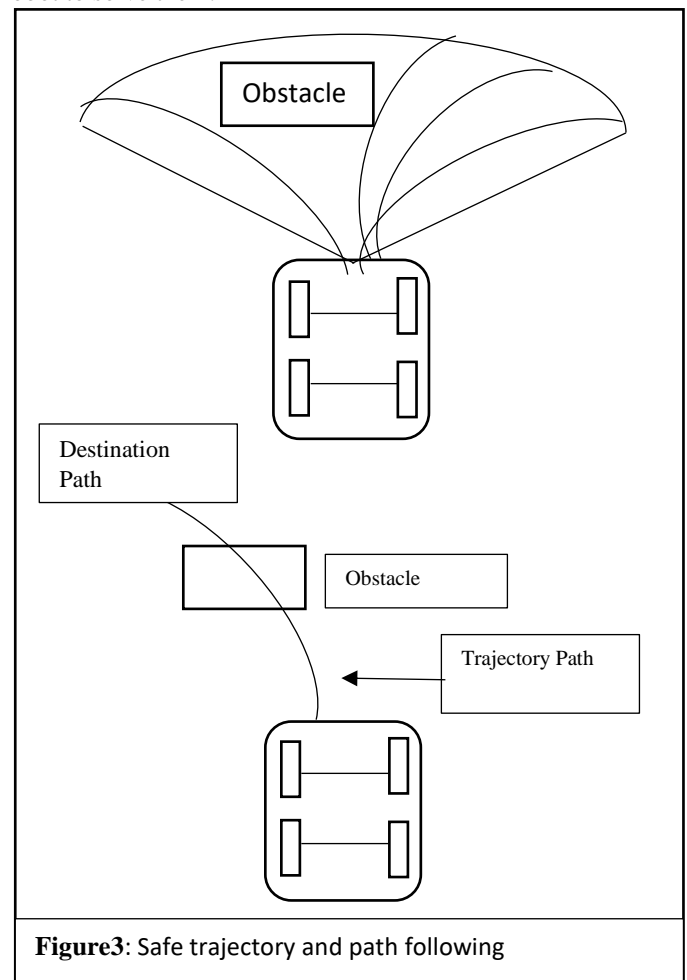 Obstacle
Destination
Path
Obstacle
Trajectory Path
Figure3: Safe trajectory and path following